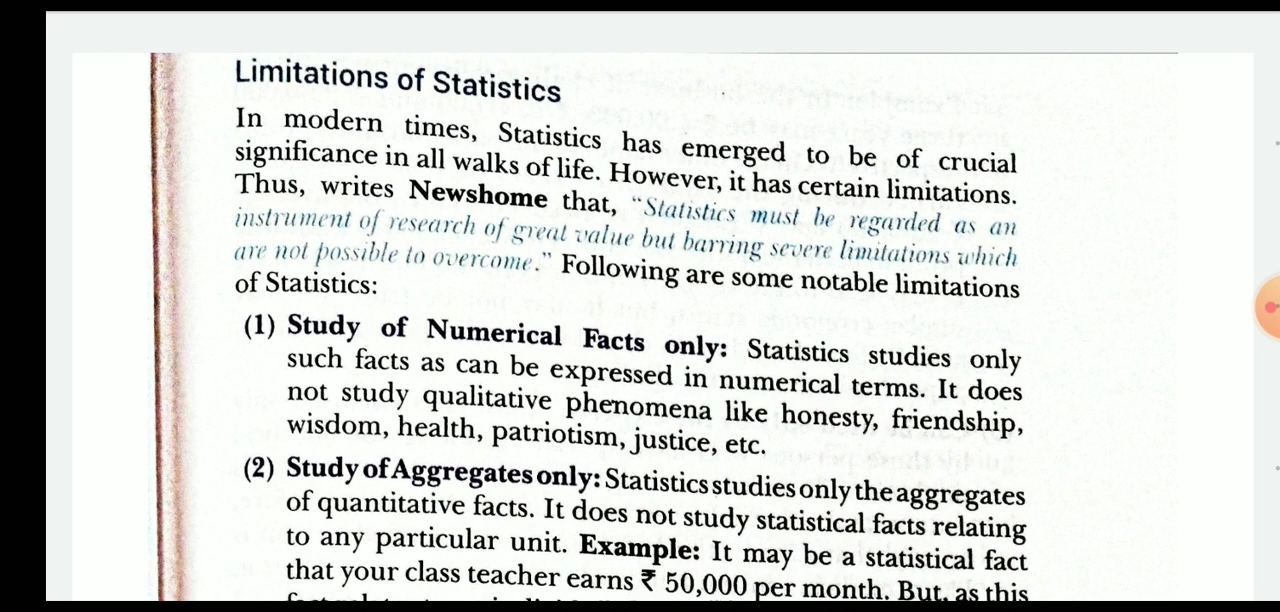 Limitations of Statistics
In modern times, Statistics has emerged to be of crucial
significance in all walks of life. However, it has certain limitations.
Thus, writes Newshome that, "Statistics must be regarded as an
instrument of research of great value but barring severe limitations which
are not possible to overcome." Following are some notable limitations
of Statistics:
(1) Study of Numerical Facts only: Statistics studies only
such facts as can be expressed in numerical terms. It does
not study qualitative phenomena like honesty, friendship,
wisdom, health, patriotism, justice, etc.
(2) Study of Aggregates only: Statistics studies only the aggregates
of quantitative facts. It does not study statistical facts relating
to any particular unit. Example: It may be a statistical fact
that your class teacher earns ₹ 50,000 per month. But, as this